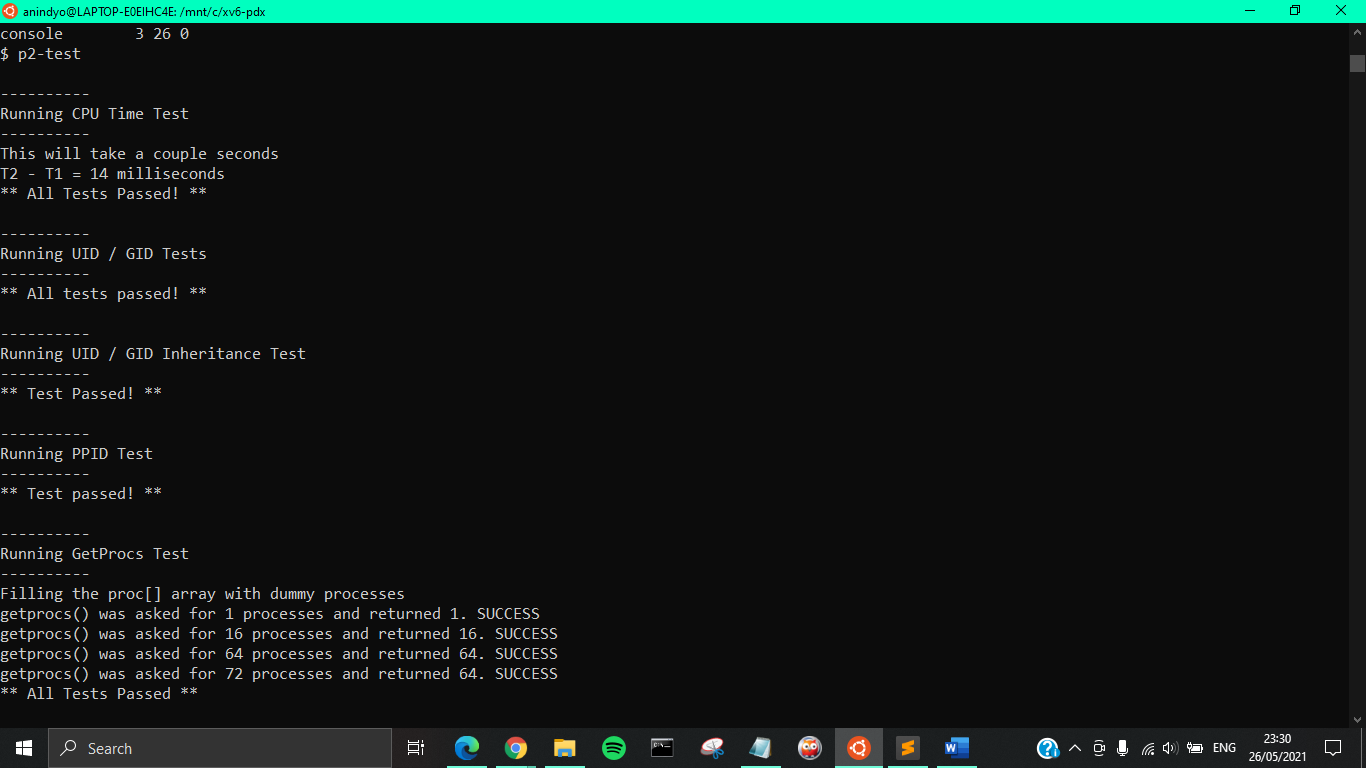 anindyo@LAPTOP-E0EIHC4E: /mnt/c/xv6-pdx
console        3 26 0
$ p2-test

----------
Running CPU Time Test
----------
This will take a couple seconds
T2 - T1 = 14 milliseconds
** All Tests Passed! **

----------
Running UID / GID Tests
----------
** All tests passed! **

----------
Running UID / GID Inheritance Test
----------
** Test Passed! **

----------
Running PPID Test
----------
** Test passed! **

----------
Running GetProcs Test
----------
Filling the proc[] array with dummy processes
getprocs() was asked for 1 processes and returned 1. SUCCESS
getprocs() was asked for 16 processes and returned 16. SUCCESS
getprocs() was asked for 64 processes and returned 64. SUCCESS
getprocs() was asked for 72 processes and returned 64. SUCCESS
** All Tests Passed **
Search
ENG
23:30
26/05/2021